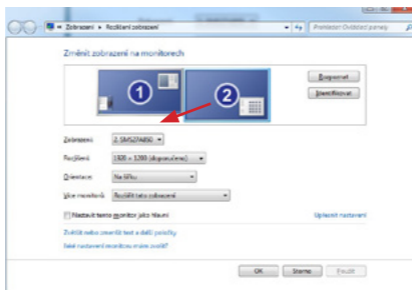 Zobrazení ▸ Rozlišení zobrazení
Prohledat Ovládací panely
Změnit zobrazení na monitorech
1
2
Rozpoznat
Identifikovat
Zobrazení: 2. SMS27A850
Rozlišení: 1920 × 1200 (doporučeno)
Orientace: Na šířku
Více monitorů: Rozšířit tato zobrazení
Nastavit tento monitor jako hlavní
Upřesnit nastavení
Zvětšit nebo zmenšit text a další položky
Jaké nastavení monitoru mám zvolit?
OK Storno Použít